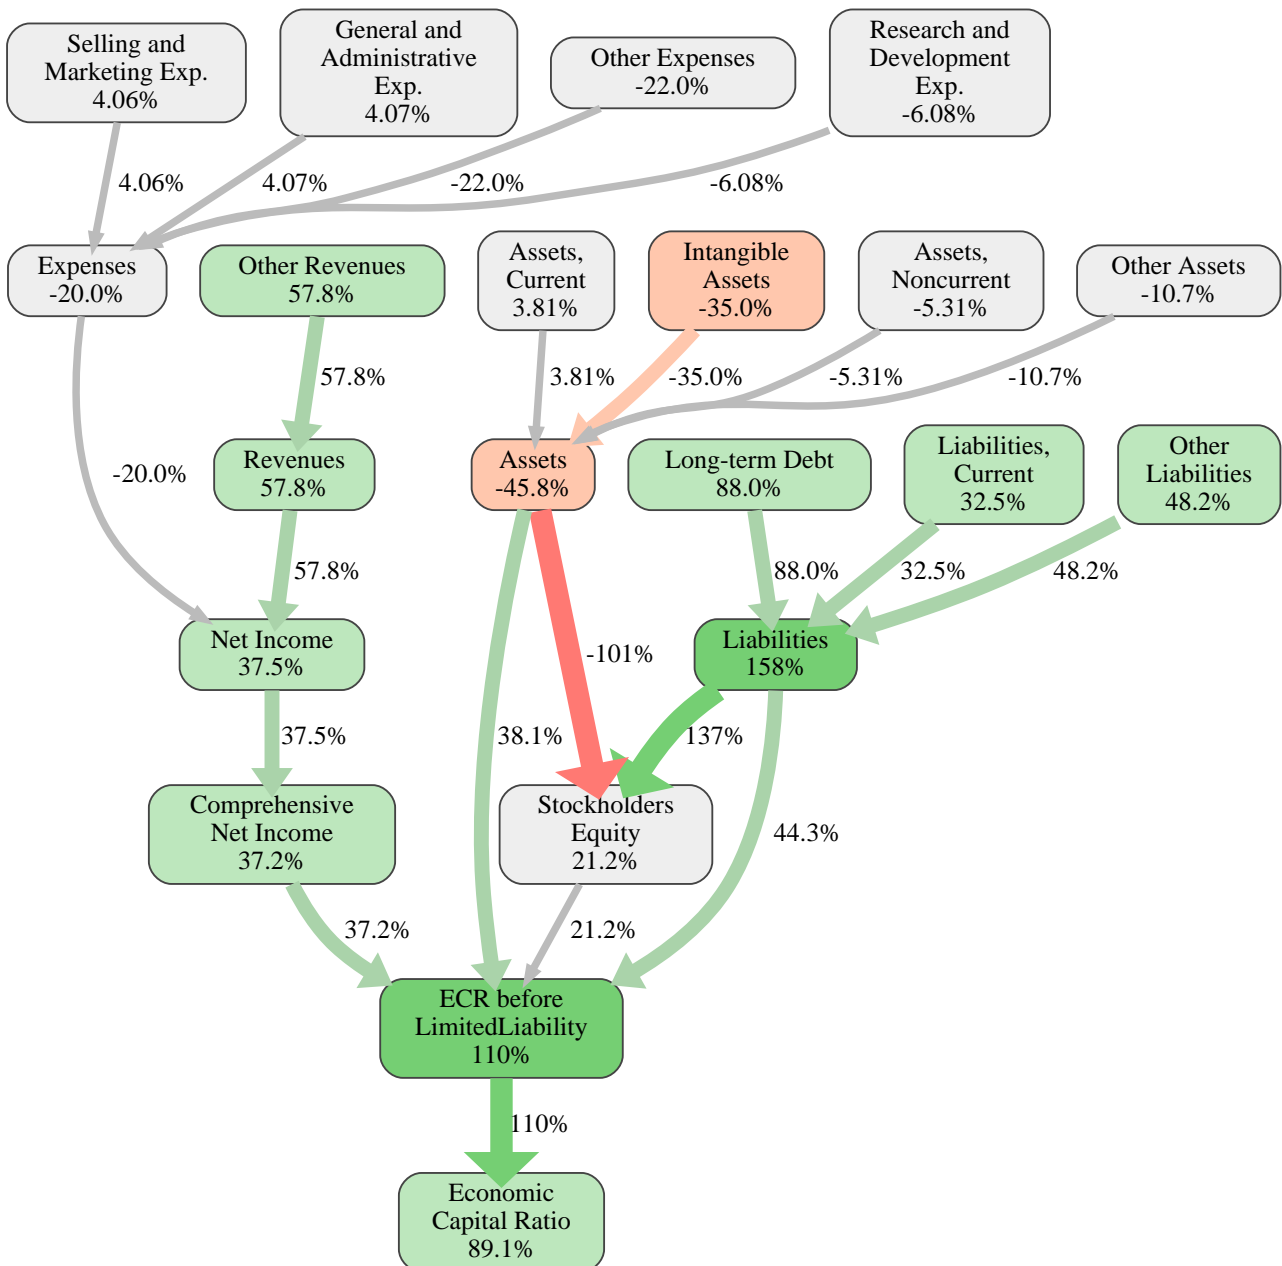 Selling and
Marketing Exp.
4.06%
General and
Administrative
Exp.
4.07%
Other Expenses
-22.0%
Research and
Development
Exp.
-6.08%
4.06%
4.07%
-22.0%
-6.08%
Expenses
-20.0%
Other Revenues
57.8%
Assets,
Current
3.81%
Intangible
Assets
-35.0%
Assets,
Noncurrent
-5.31%
Other Assets
-10.7%
57.8%
3.81%
-35.0%
-5.31%
-10.7%
-20.0%
Revenues
57.8%
Assets
-45.8%
Long-term Debt
88.0%
Liabilities,
Current
32.5%
Other
Liabilities
48.2%
57.8%
88.0%
32.5%
48.2%
Net Income
37.5%
-101%
Liabilities
158%
37.5%
38.1%
137%
Comprehensive
Net Income
37.2%
Stockholders
Equity
21.2%
44.3%
37.2%
21.2%
ECR before
LimitedLiability
110%
110%
Economic
Capital Ratio
89.1%